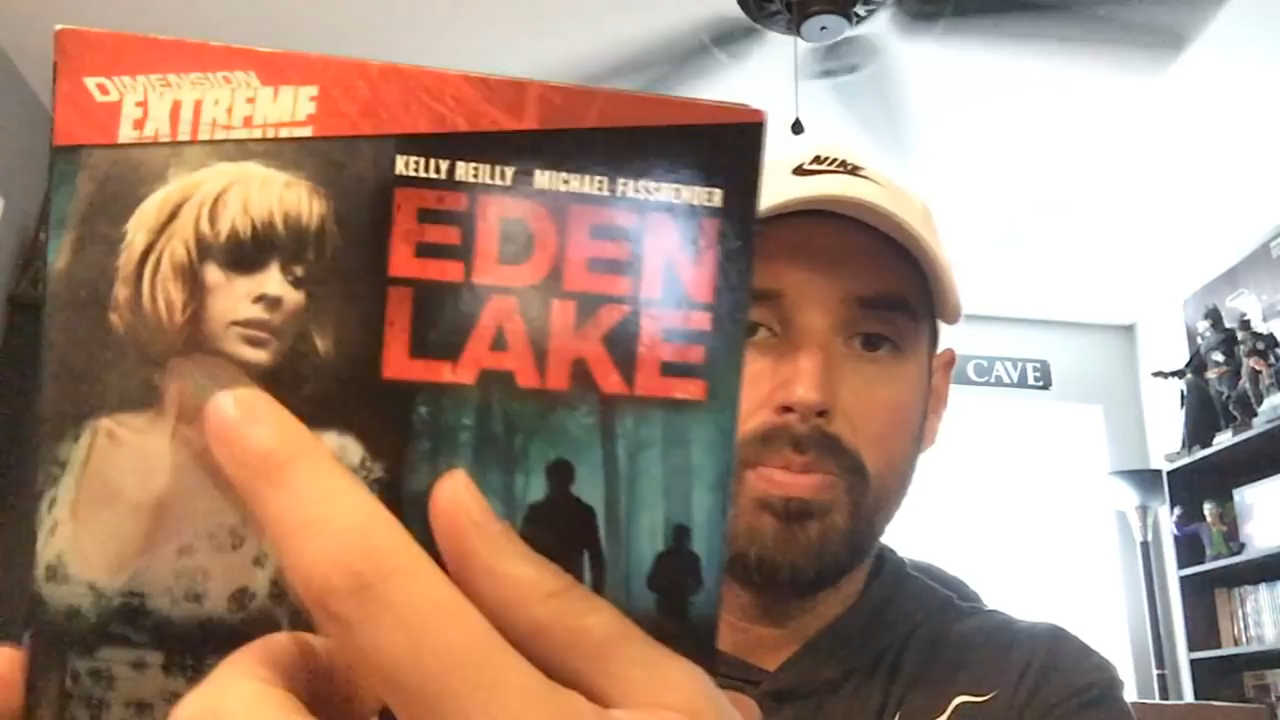 DIMENSION
EXTREME
KELLY REILLY MICHAEL FASSBENDER
EDEN
LAKE
NIKE
CAVE